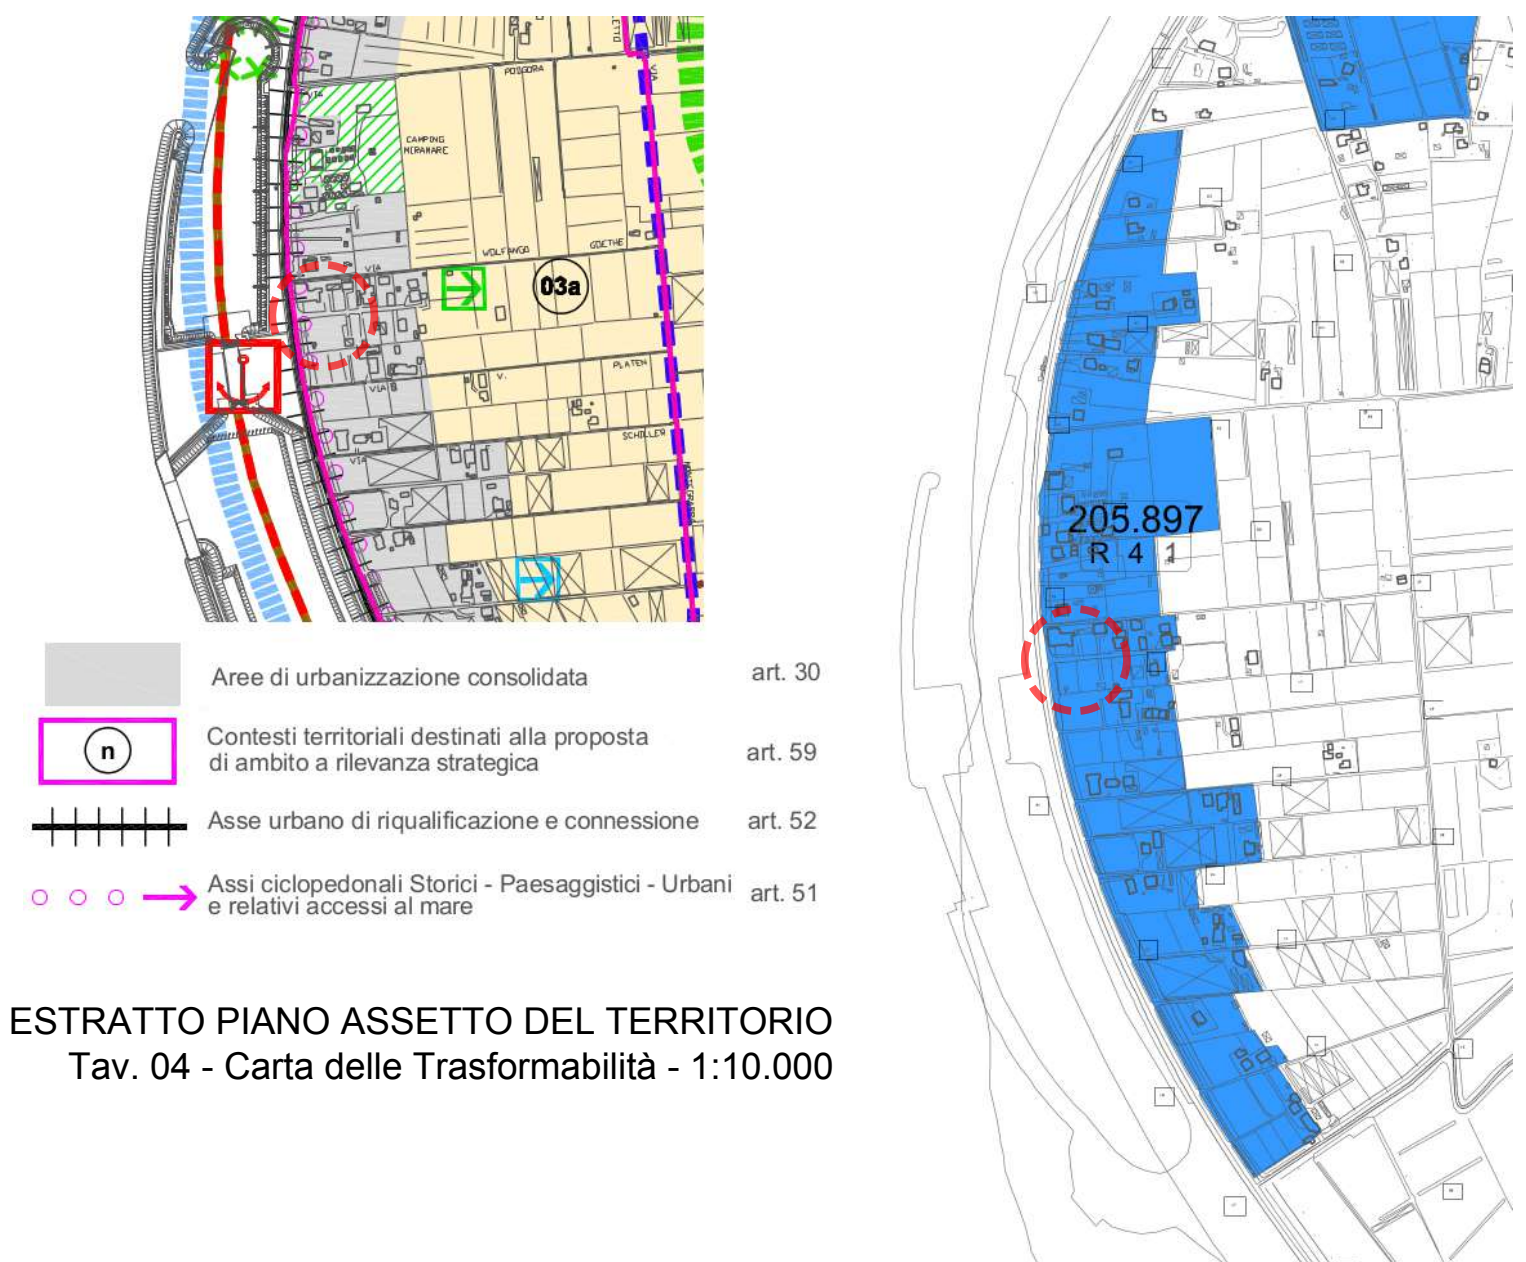 PODGORA
VIA
VIA
CAMPING
MIRAMARE
WOLFANGO
GOETHE
VIA
03a
PLATEN
V.
VIA
SCHILLER
VIA
205.897
R 4 1
Aree di urbanizzazione consolidata art. 30
n
Contesti territoriali destinati alla proposta
di ambito a rilevanza strategica art. 59
Asse urbano di riqualificazione e connessione art. 52
Assi ciclopedonali Storici - Paesaggistici - Urbani
e relativi accessi al mare art. 51
ESTRATTO PIANO ASSETTO DEL TERRITORIO
Tav. 04 - Carta delle Trasformabilità - 1:10.000